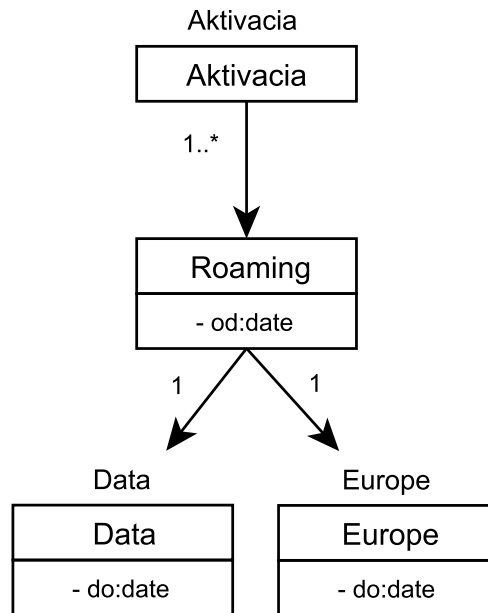 Aktivacia
Aktivacia
1..*
Roaming
- od:date
1 1
Data Europe
Data Europe
- do:date - do:date